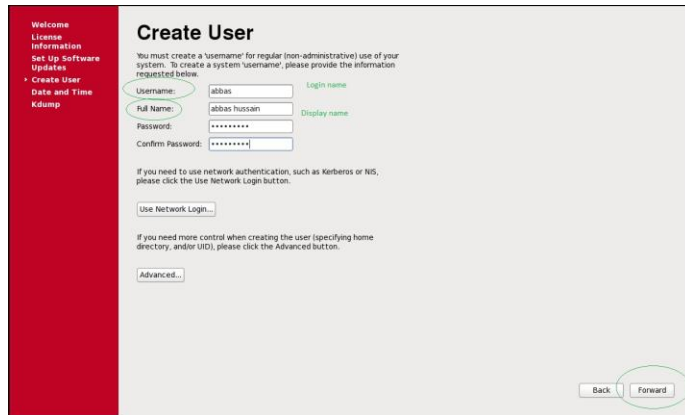 Welcome
License
Information
Set Up Software
Updates
Create User
Date and Time
Kdump
Create User
You must create a 'username' for regular (non-administrative) use of your
system. To create a system 'username', please provide the information
requested below.
Username: abbas Login name
Full Name: abbas hussain Display name
Password: •••••••••
Confirm Password: •••••••••
If you need to use network authentication, such as Kerberos or NIS,
please click the Use Network Login button.
Use Network Login...
If you need more control when creating the user (specifying home
directory, and/or UID), please click the Advanced button.
Advanced...
Back Forward